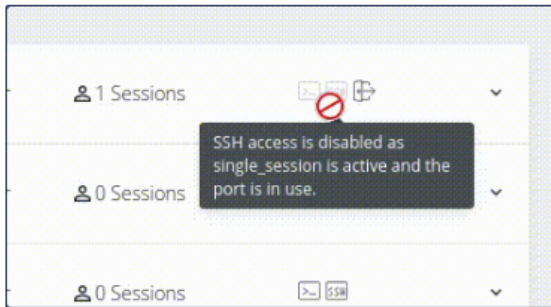 1 Sessions
SSH access is disabled as
single_session is active and the
port is in use.
0 Sessions
0 Sessions >_ SSH